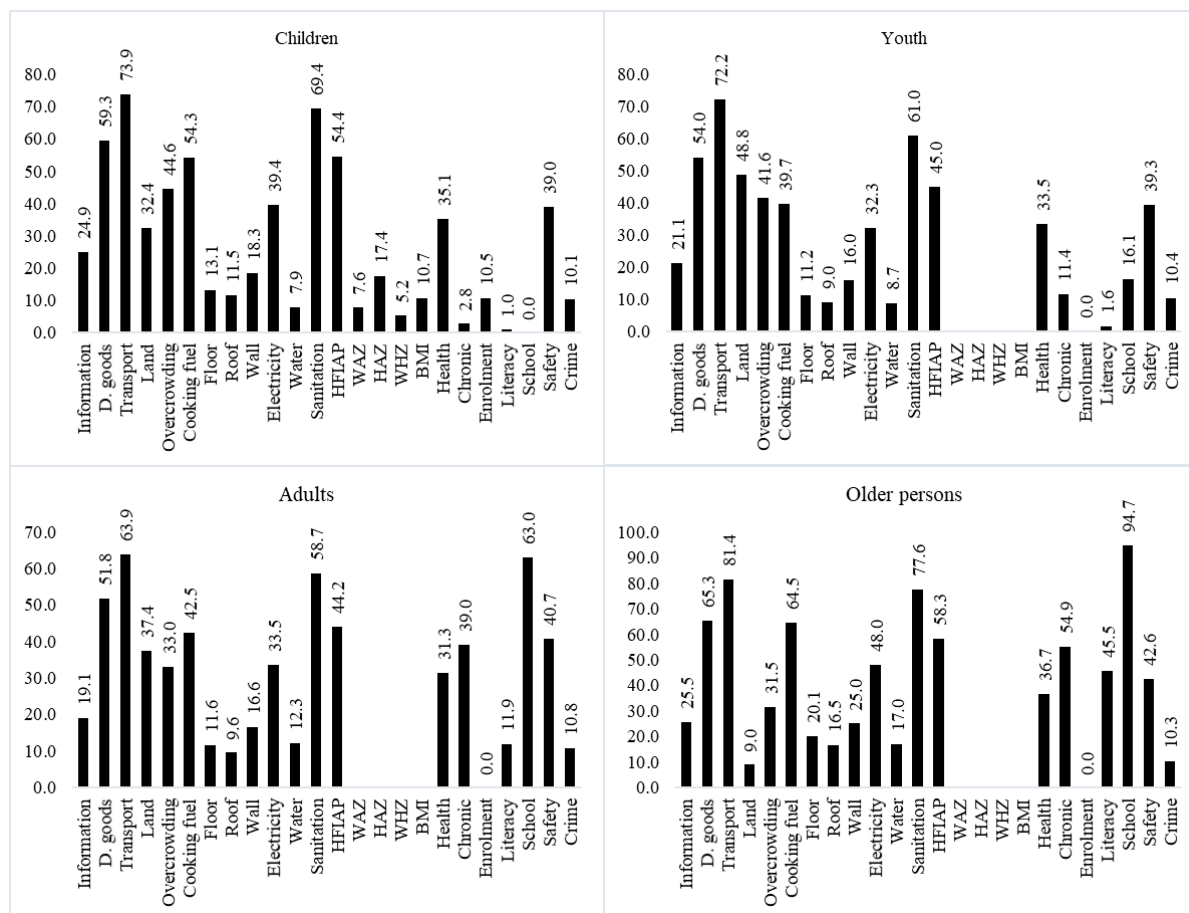 Children
80.0
70.0
60.0
50.0
40.0
30.0
20.0
10.0
0.0
24.9
59.3
73.9
32.4
44.6
54.3
13.1
11.5
18.3
39.4
7.9
69.4
54.4
7.6
17.4
5.2
10.7
35.1
2.8
10.5
1.0
0.0
39.0
10.1
Information
D. goods
Transport
Land
Overcrowding
Cooking fuel
Floor
Roof
Wall
Electricity
Water
Sanitation
HFIAP
WAZ
HAZ
WHZ
BMI
Health
Chronic
Enrolment
Literacy
School
Safety
Crime
Youth
80.0
70.0
60.0
50.0
40.0
30.0
20.0
10.0
0.0
21.1
54.0
72.2
48.8
41.6
39.7
11.2
9.0
16.0
32.3
8.7
61.0
45.0
33.5
11.4
0.0
1.6
16.1
39.3
10.4
Information
D. goods
Transport
Land
Overcrowding
Cooking fuel
Floor
Roof
Wall
Electricity
Water
Sanitation
HFIAP
WAZ
HAZ
WHZ
BMI
Health
Chronic
Enrolment
Literacy
School
Safety
Crime
Adults
70.0
60.0
50.0
40.0
30.0
20.0
10.0
0.0
19.1
51.8
63.9
37.4
33.0
42.5
11.6
9.6
16.6
33.5
12.3
58.7
44.2
31.3
39.0
0.0
11.9
63.0
40.7
10.8
Information
D. goods
Transport
Land
Overcrowding
Cooking fuel
Floor
Roof
Wall
Electricity
Water
Sanitation
HFIAP
WAZ
HAZ
WHZ
BMI
Health
Chronic
Enrolment
Literacy
School
Safety
Crime
Older persons
100.0
90.0
80.0
70.0
60.0
50.0
40.0
30.0
20.0
10.0
0.0
25.5
65.3
81.4
9.0
31.5
64.5
20.1
16.5
25.0
48.0
17.0
77.6
58.3
36.7
54.9
0.0
45.5
94.7
42.6
10.3
Information
D. goods
Transport
Land
Overcrowding
Cooking fuel
Floor
Roof
Wall
Electricity
Water
Sanitation
HFIAP
WAZ
HAZ
WHZ
BMI
Health
Chronic
Enrolment
Literacy
School
Safety
Crime